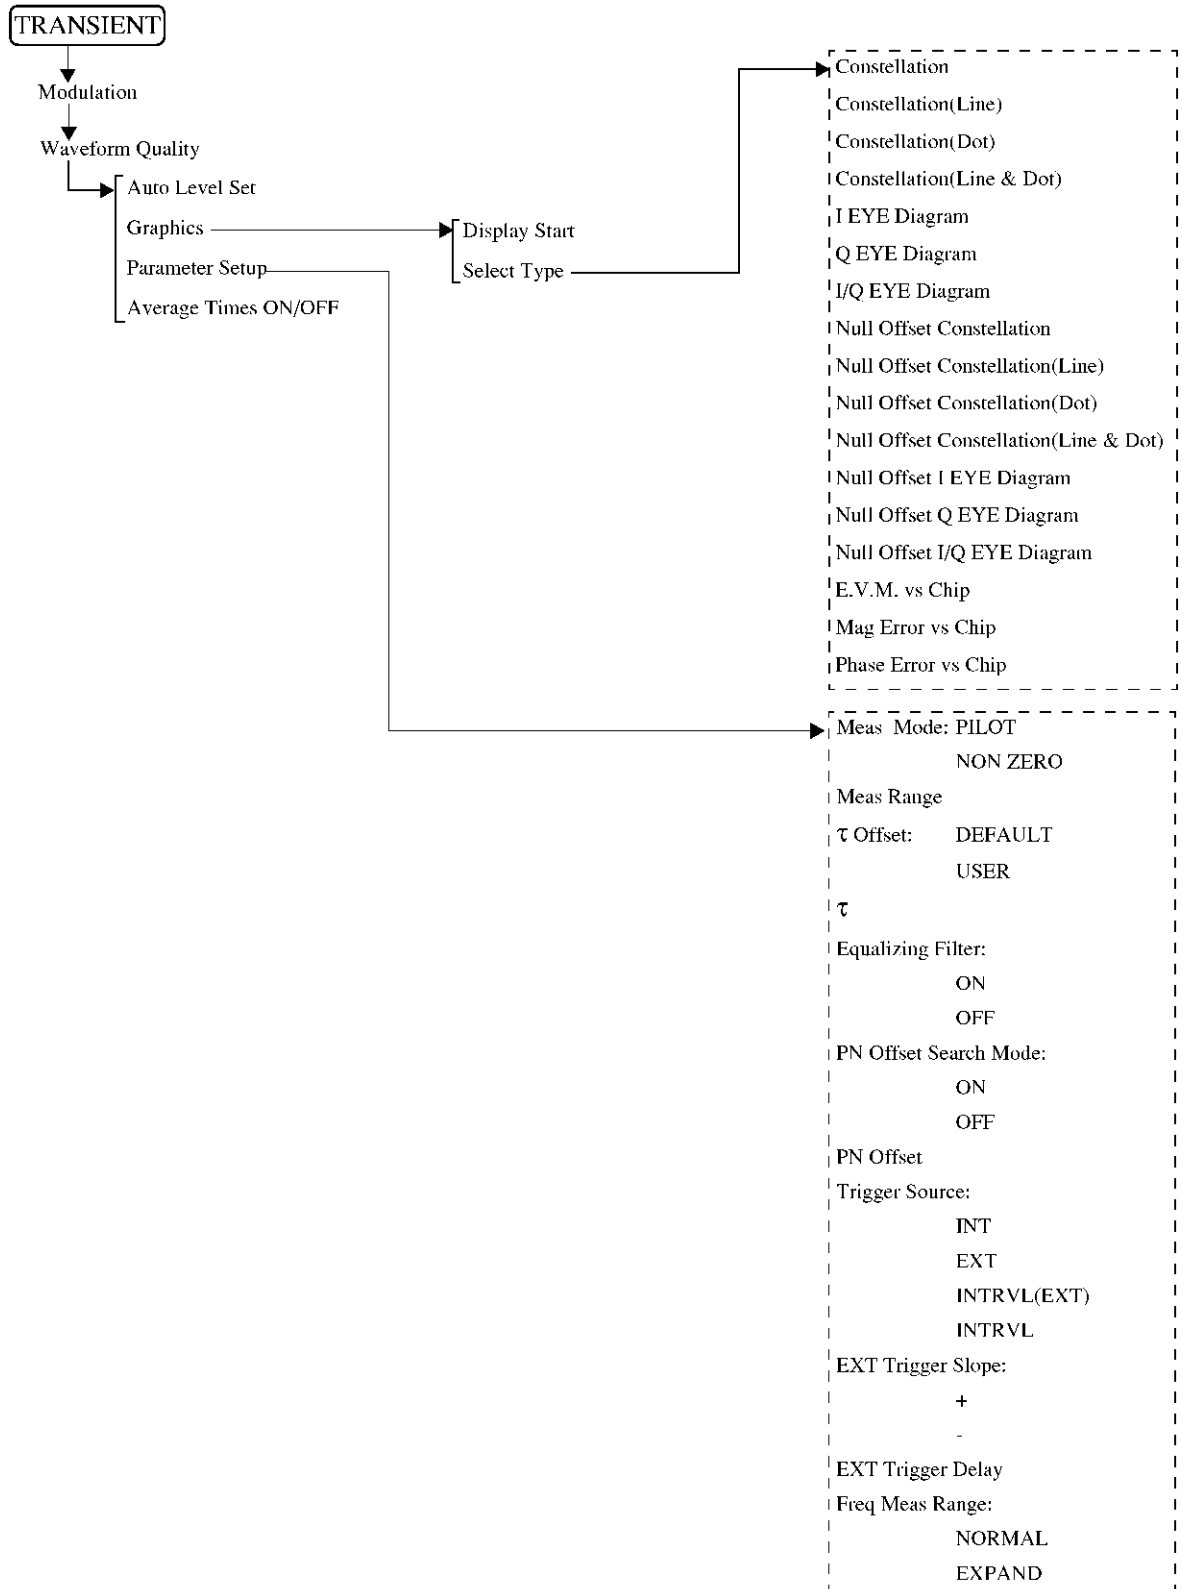 TRANSIENT
Modulation
Waveform Quality
Auto Level Set
Graphics
Parameter Setup
Average Times ON/OFF
Display Start
Select Type
Constellation
Constellation(Line)
Constellation(Dot)
Constellation(Line & Dot)
I EYE Diagram
Q EYE Diagram
I/Q EYE Diagram
Null Offset Constellation
Null Offset Constellation(Line)
Null Offset Constellation(Dot)
Null Offset Constellation(Line & Dot)
Null Offset I EYE Diagram
Null Offset Q EYE Diagram
Null Offset I/Q EYE Diagram
E.V.M. vs Chip
Mag Error vs Chip
Phase Error vs Chip
Meas Mode: PILOT
NON ZERO
Meas Range
τ Offset: DEFAULT
USER
τ
Equalizing Filter:
ON
OFF
PN Offset Search Mode:
ON
OFF
PN Offset
Trigger Source:
INT
EXT
INTRVL(EXT)
INTRVL
EXT Trigger Slope:
+
-
EXT Trigger Delay
Freq Meas Range:
NORMAL
EXPAND